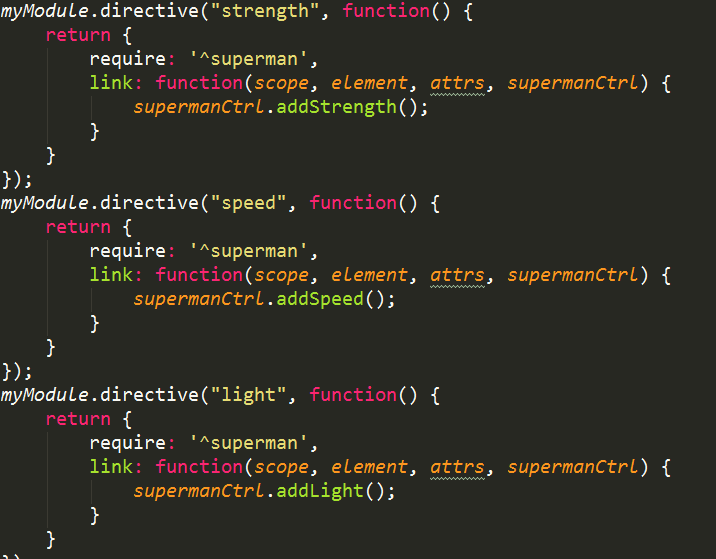 myModule.directive("strength", function() {
    return {
        require: '^superman',
        link: function(scope, element, attrs, supermanCtrl) {
            supermanCtrl.addStrength();
        }
    }
});
myModule.directive("speed", function() {
    return {
        require: '^superman',
        link: function(scope, element, attrs, supermanCtrl) {
            supermanCtrl.addSpeed();
        }
    }
});
myModule.directive("light", function() {
    return {
        require: '^superman',
        link: function(scope, element, attrs, supermanCtrl) {
            supermanCtrl.addLight();
        }
    }